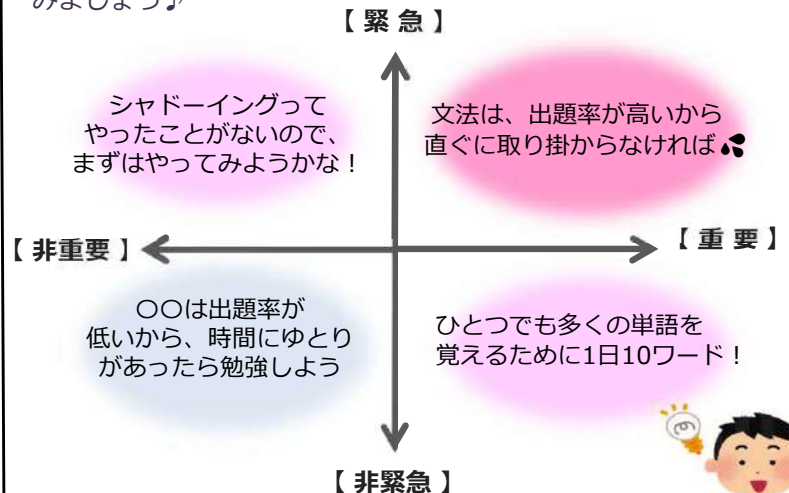 みましょう♪
【 緊 急 】
シャドーイングって
やったことがないので、
まずはやってみようかな！
文法は、出題率が高いから
直ぐに取り掛からなければ💦
【 非重要 】
【 重 要 】
〇〇は出題率が
低いから、時間にゆとり
があったら勉強しよう
ひとつでも多くの単語を
覚えるために1日10ワード！
【 非緊急 】